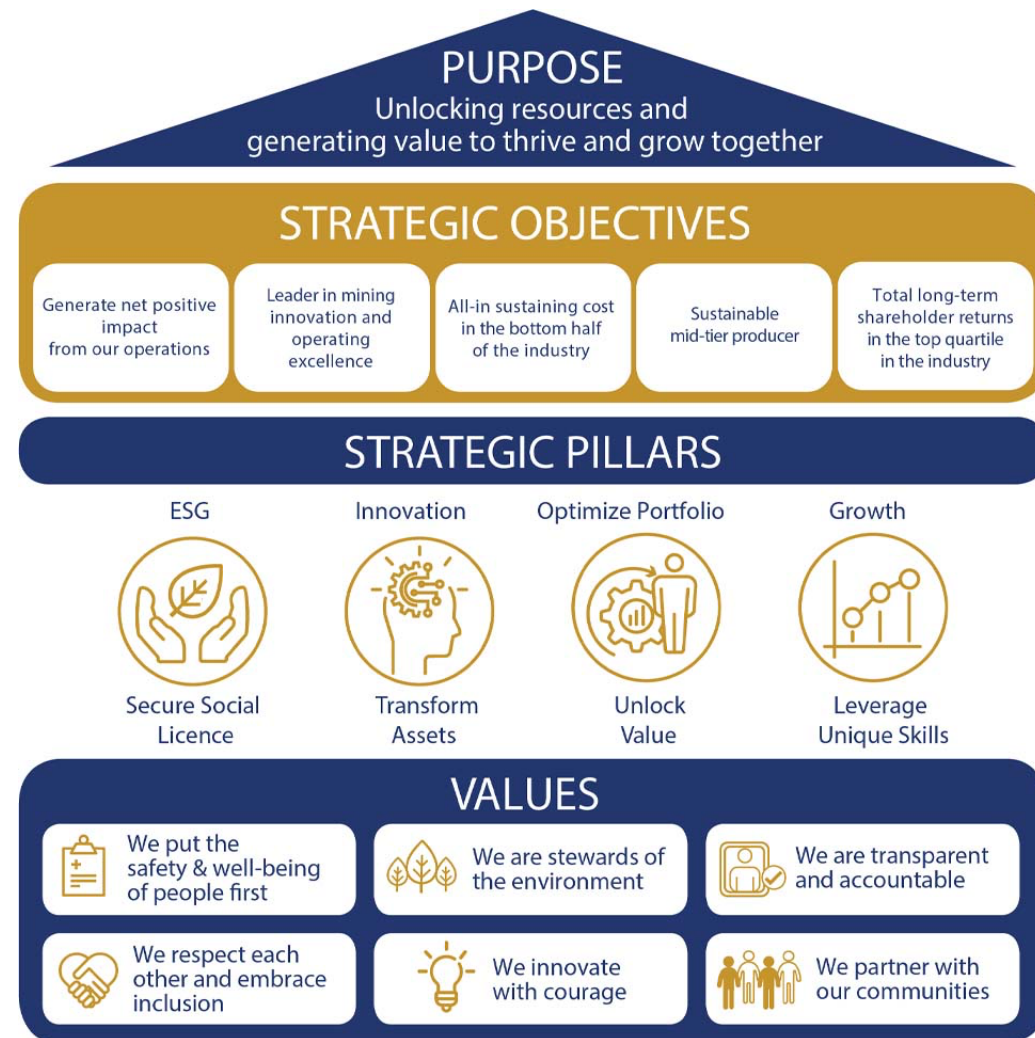 PURPOSE
Unlocking resources and
generating value to thrive and grow together
STRATEGIC OBJECTIVES
Generate net positive
impact
from our operations
Leader in mining
innovation and
operating
excellence
All-in sustaining cost
in the bottom half
of the industry
Sustainable
mid-tier producer
Total long-term
shareholder returns
in the top quartile
in the industry
STRATEGIC PILLARS
ESG
Innovation
Optimize Portfolio
Growth
Secure Social
Licence
Transform
Assets
Unlock
Value
Leverage
Unique Skills
VALUES
We put the
safety & well-being
of people first
We are stewards of
the environment
We are transparent
and accountable
We respect each
other and embrace
inclusion
We innovate
with courage
We partner with
our communities